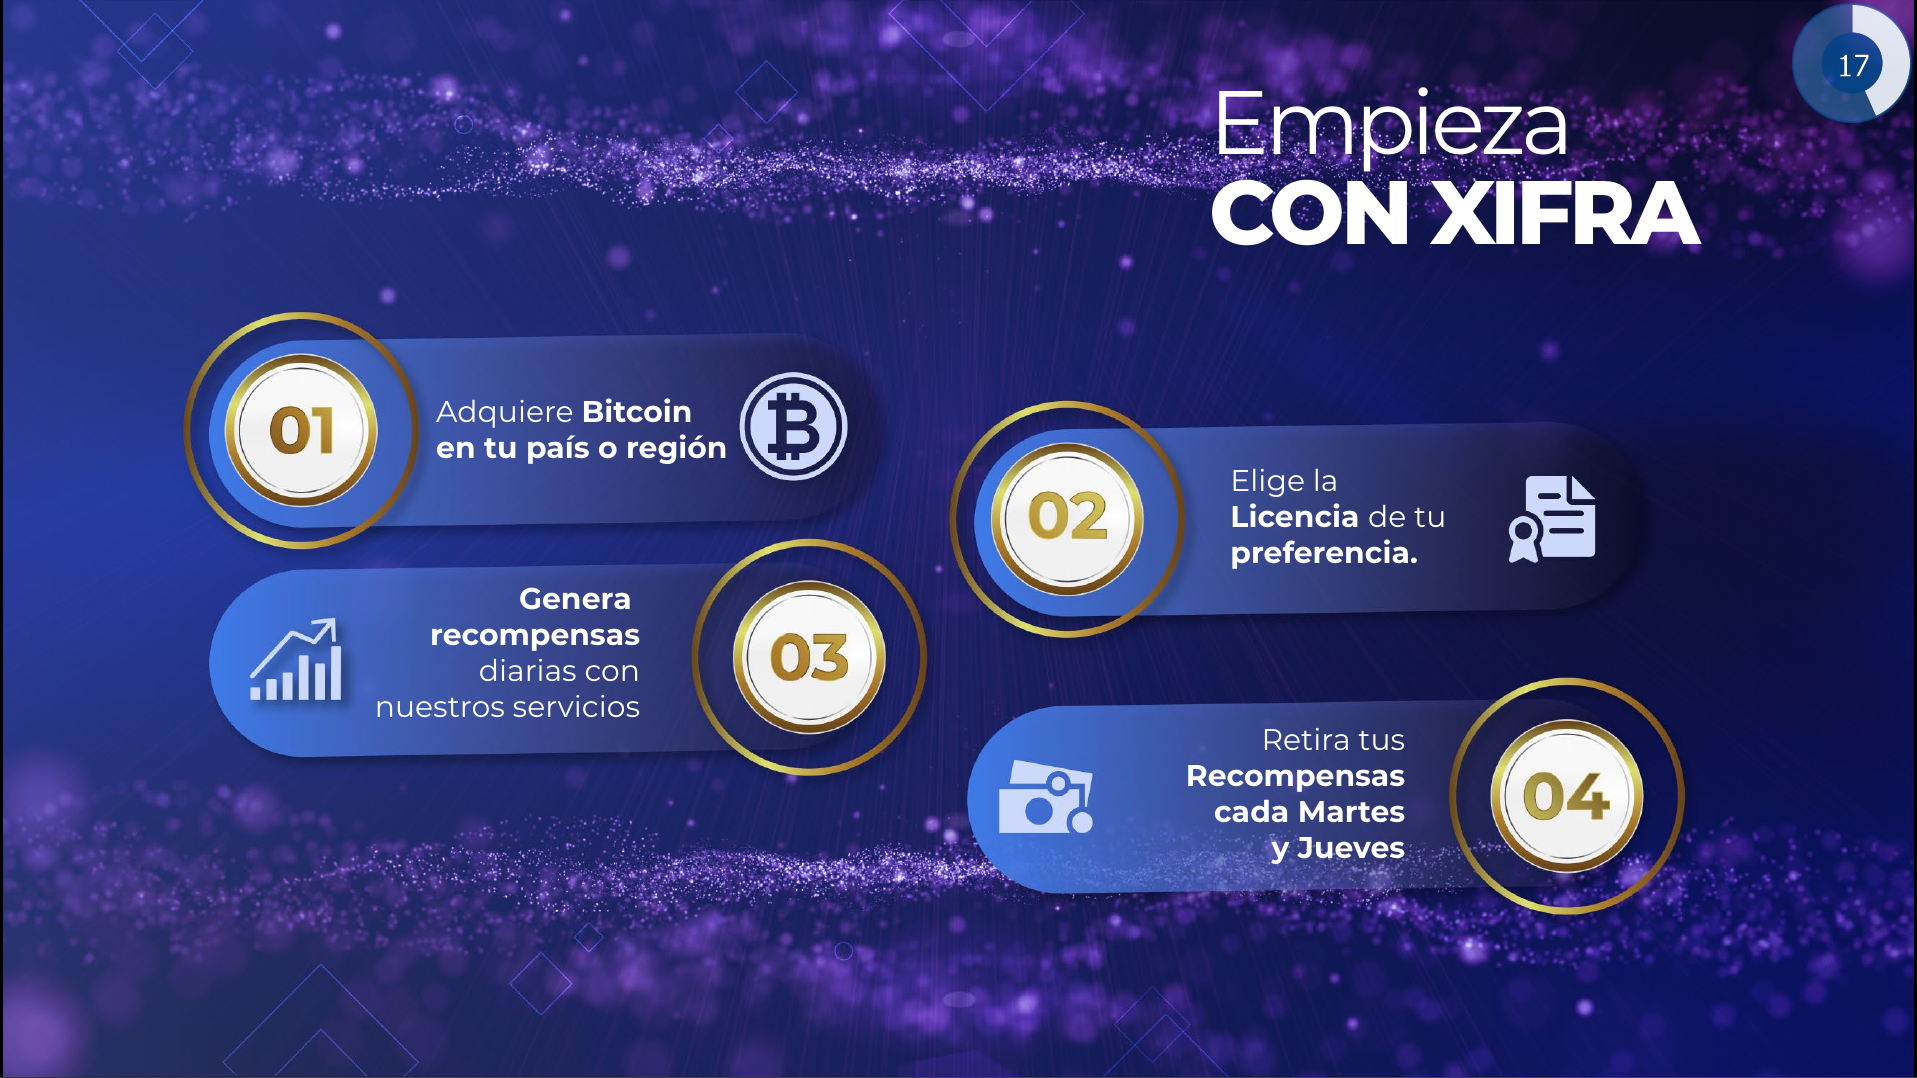 17
Empieza
CON XIFRA
01
Adquiere Bitcoin
en tu país o región
02
Elige la
Licencia de tu
preferencia.
03
Genera
recompensas
diarias con
nuestros servicios
04
Retira tus
Recompensas
cada Martes
y Jueves